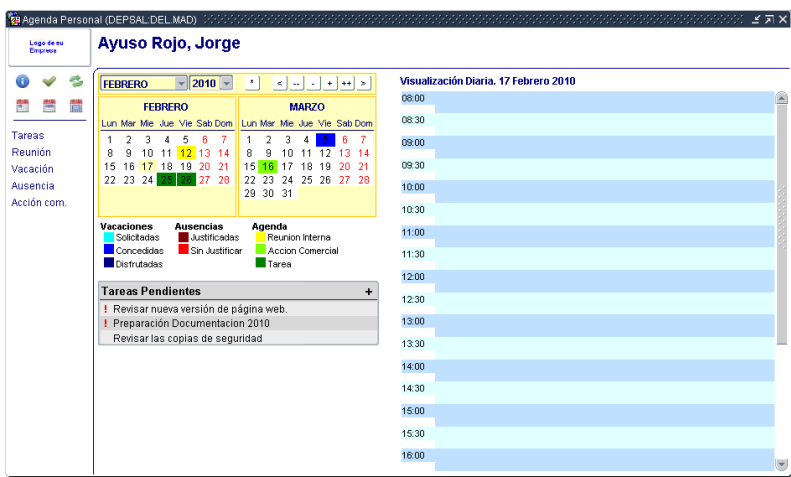 Agenda Personal (DEPSAL:DEL.MAD)
Logo de su
Empresa
Ayuso Rojo, Jorge
Tareas
Reunión
Vacación
Ausencia
Acción com.
FEBRERO 2010 * < -- - + ++ >
FEBRERO
Lun Mar Mie Jue Vie Sab Dom
1 2 3 4 5 6 7
8 9 10 11 12 13 14
15 16 17 18 19 20 21
22 23 24 25 26 27 28
MARZO
Lun Mar Mie Jue Vie Sab Dom
1 2 3 4 5 6 7
8 9 10 11 12 13 14
15 16 17 18 19 20 21
22 23 24 25 26 27 28
29 30 31
Vacaciones
Solicitadas
Concedidas
Disfrutadas
Ausencias
Justificadas
Sin Justificar
Agenda
Reunion Interna
Accion Comercial
Tarea
Tareas Pendientes +
! Revisar nueva versión de página web.
! Preparación Documentacion 2010
Revisar las copias de seguridad
Visualización Diaria. 17 Febrero 2010
08:00
08:30
09:00
09:30
10:00
10:30
11:00
11:30
12:00
12:30
13:00
13:30
14:00
14:30
15:00
15:30
16:00